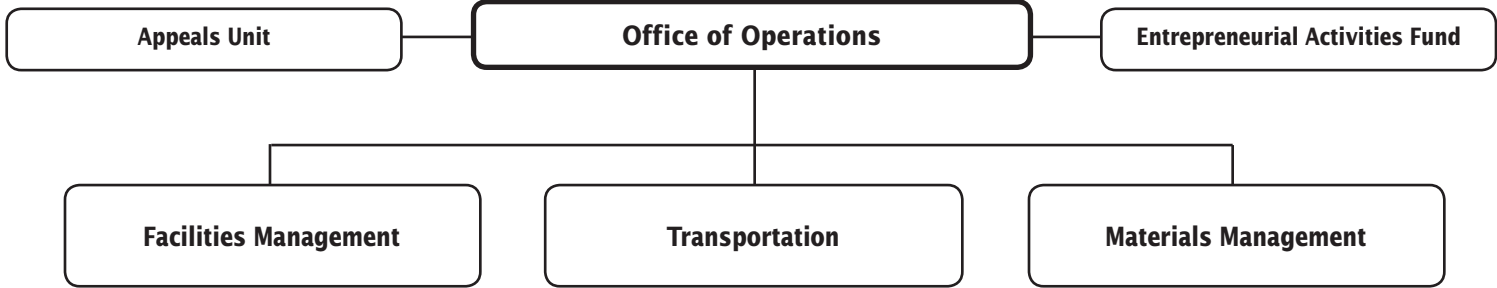 Appeals Unit
Office of Operations
Entrepreneurial Activities Fund
Facilities Management
Transportation
Materials Management